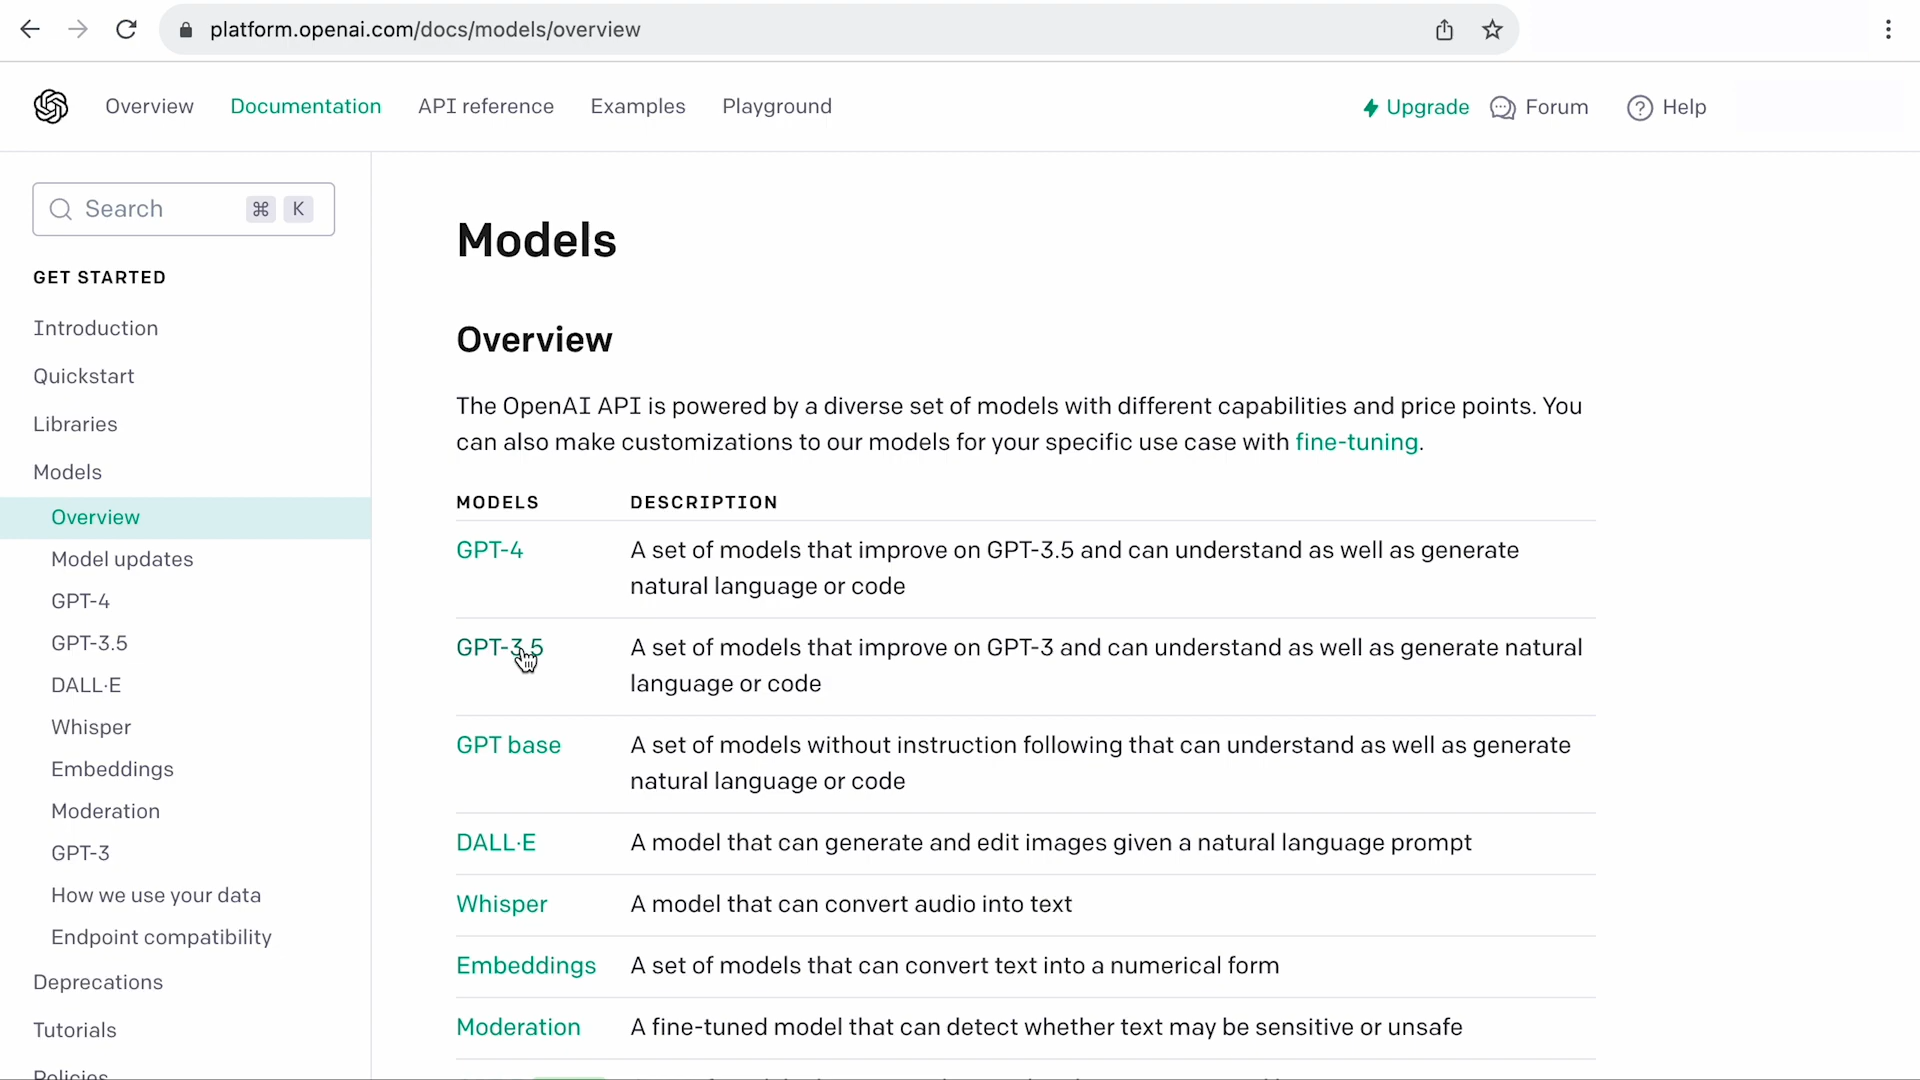 platform.openai.com/docs/models/overview
Overview Documentation API reference Examples Playground Upgrade Forum Help
Search ⌘ K
GET STARTED
Introduction
Quickstart
Libraries
Models
Overview
Model updates
GPT-4
GPT-3.5
DALL·E
Whisper
Embeddings
Moderation
GPT-3
How we use your data
Endpoint compatibility
Deprecations
Tutorials
Policies
Models
Overview
The OpenAI API is powered by a diverse set of models with different capabilities and price points. You
can also make customizations to our models for your specific use case with fine-tuning.
MODELS DESCRIPTION
GPT-4 A set of models that improve on GPT-3.5 and can understand as well as generate
natural language or code
GPT-3.5 A set of models that improve on GPT-3 and can understand as well as generate natural
language or code
GPT base A set of models without instruction following that can understand as well as generate
natural language or code
DALL·E A model that can generate and edit images given a natural language prompt
Whisper A model that can convert audio into text
Embeddings A set of models that can convert text into a numerical form
Moderation A fine-tuned model that can detect whether text may be sensitive or unsafe